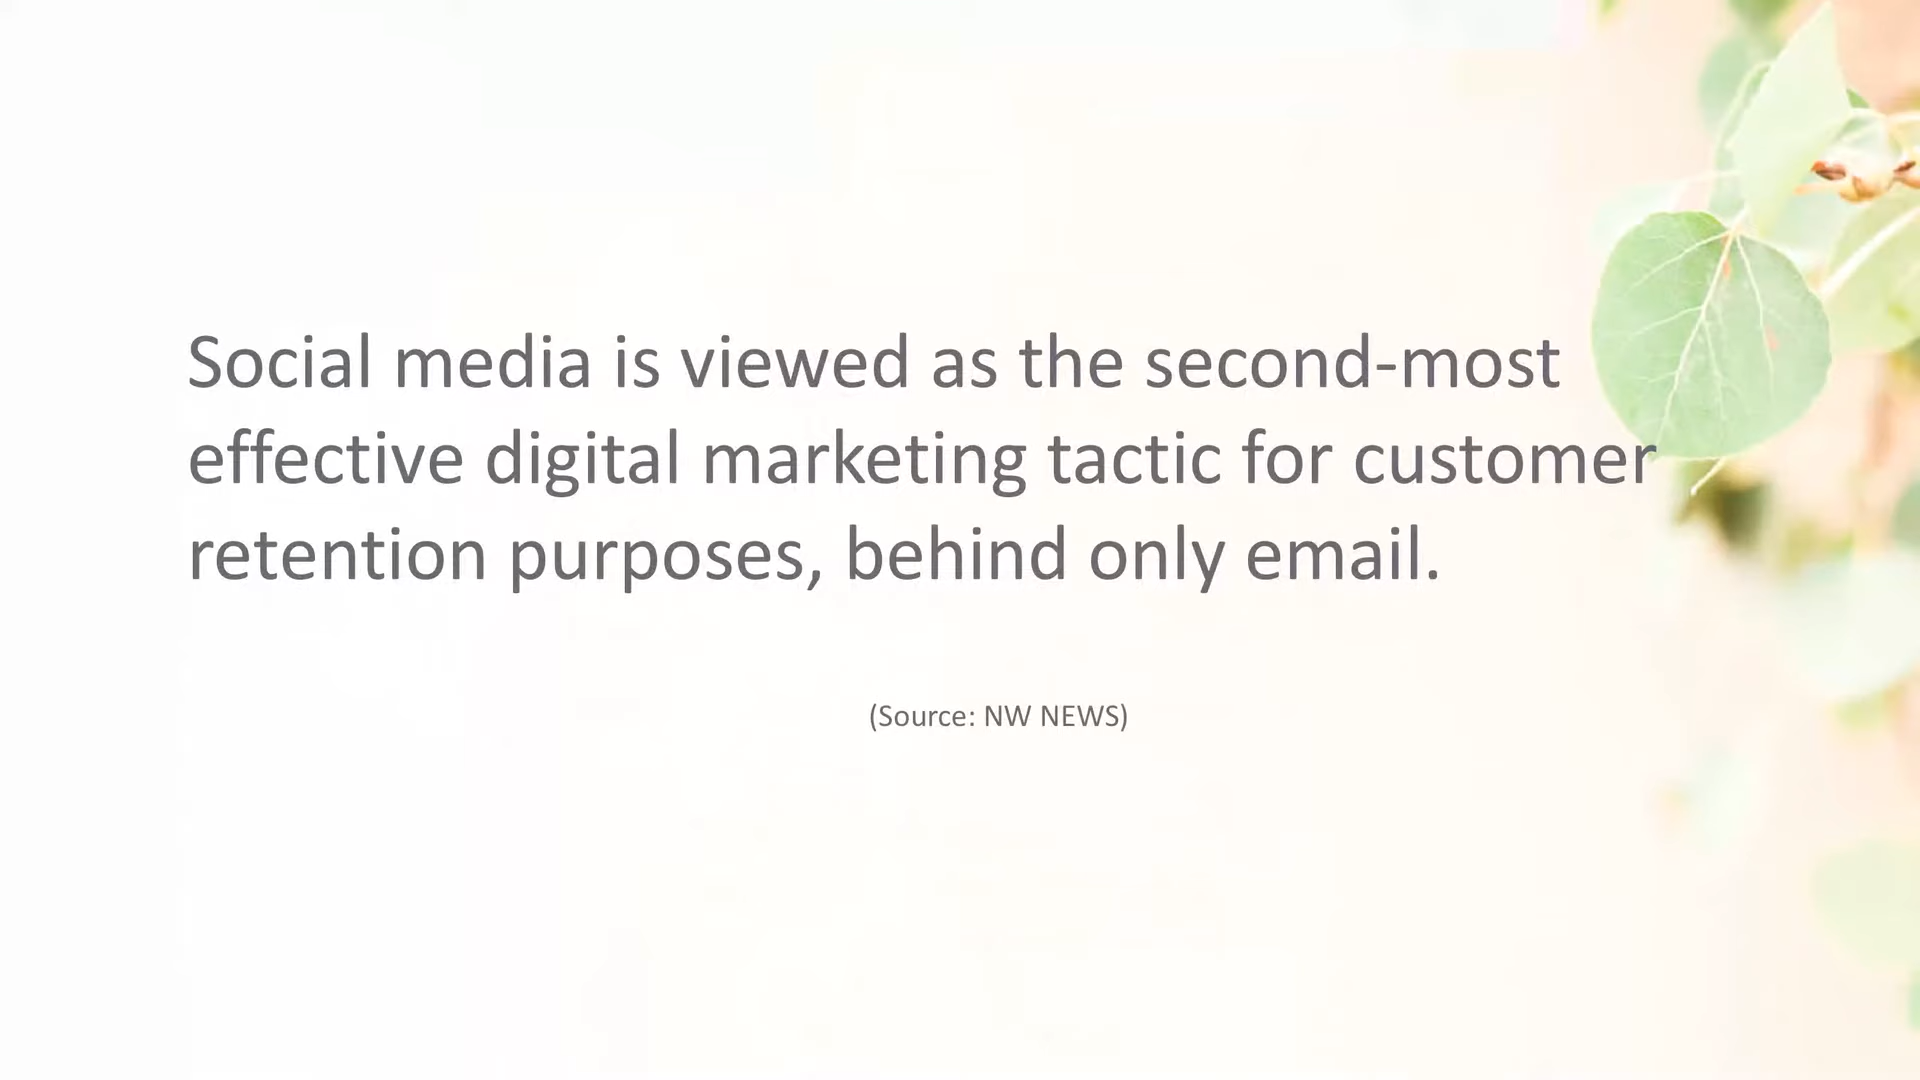 Social media is viewed as the second-most
effective digital marketing tactic for customer
retention purposes, behind only email.
(Source: NW NEWS)